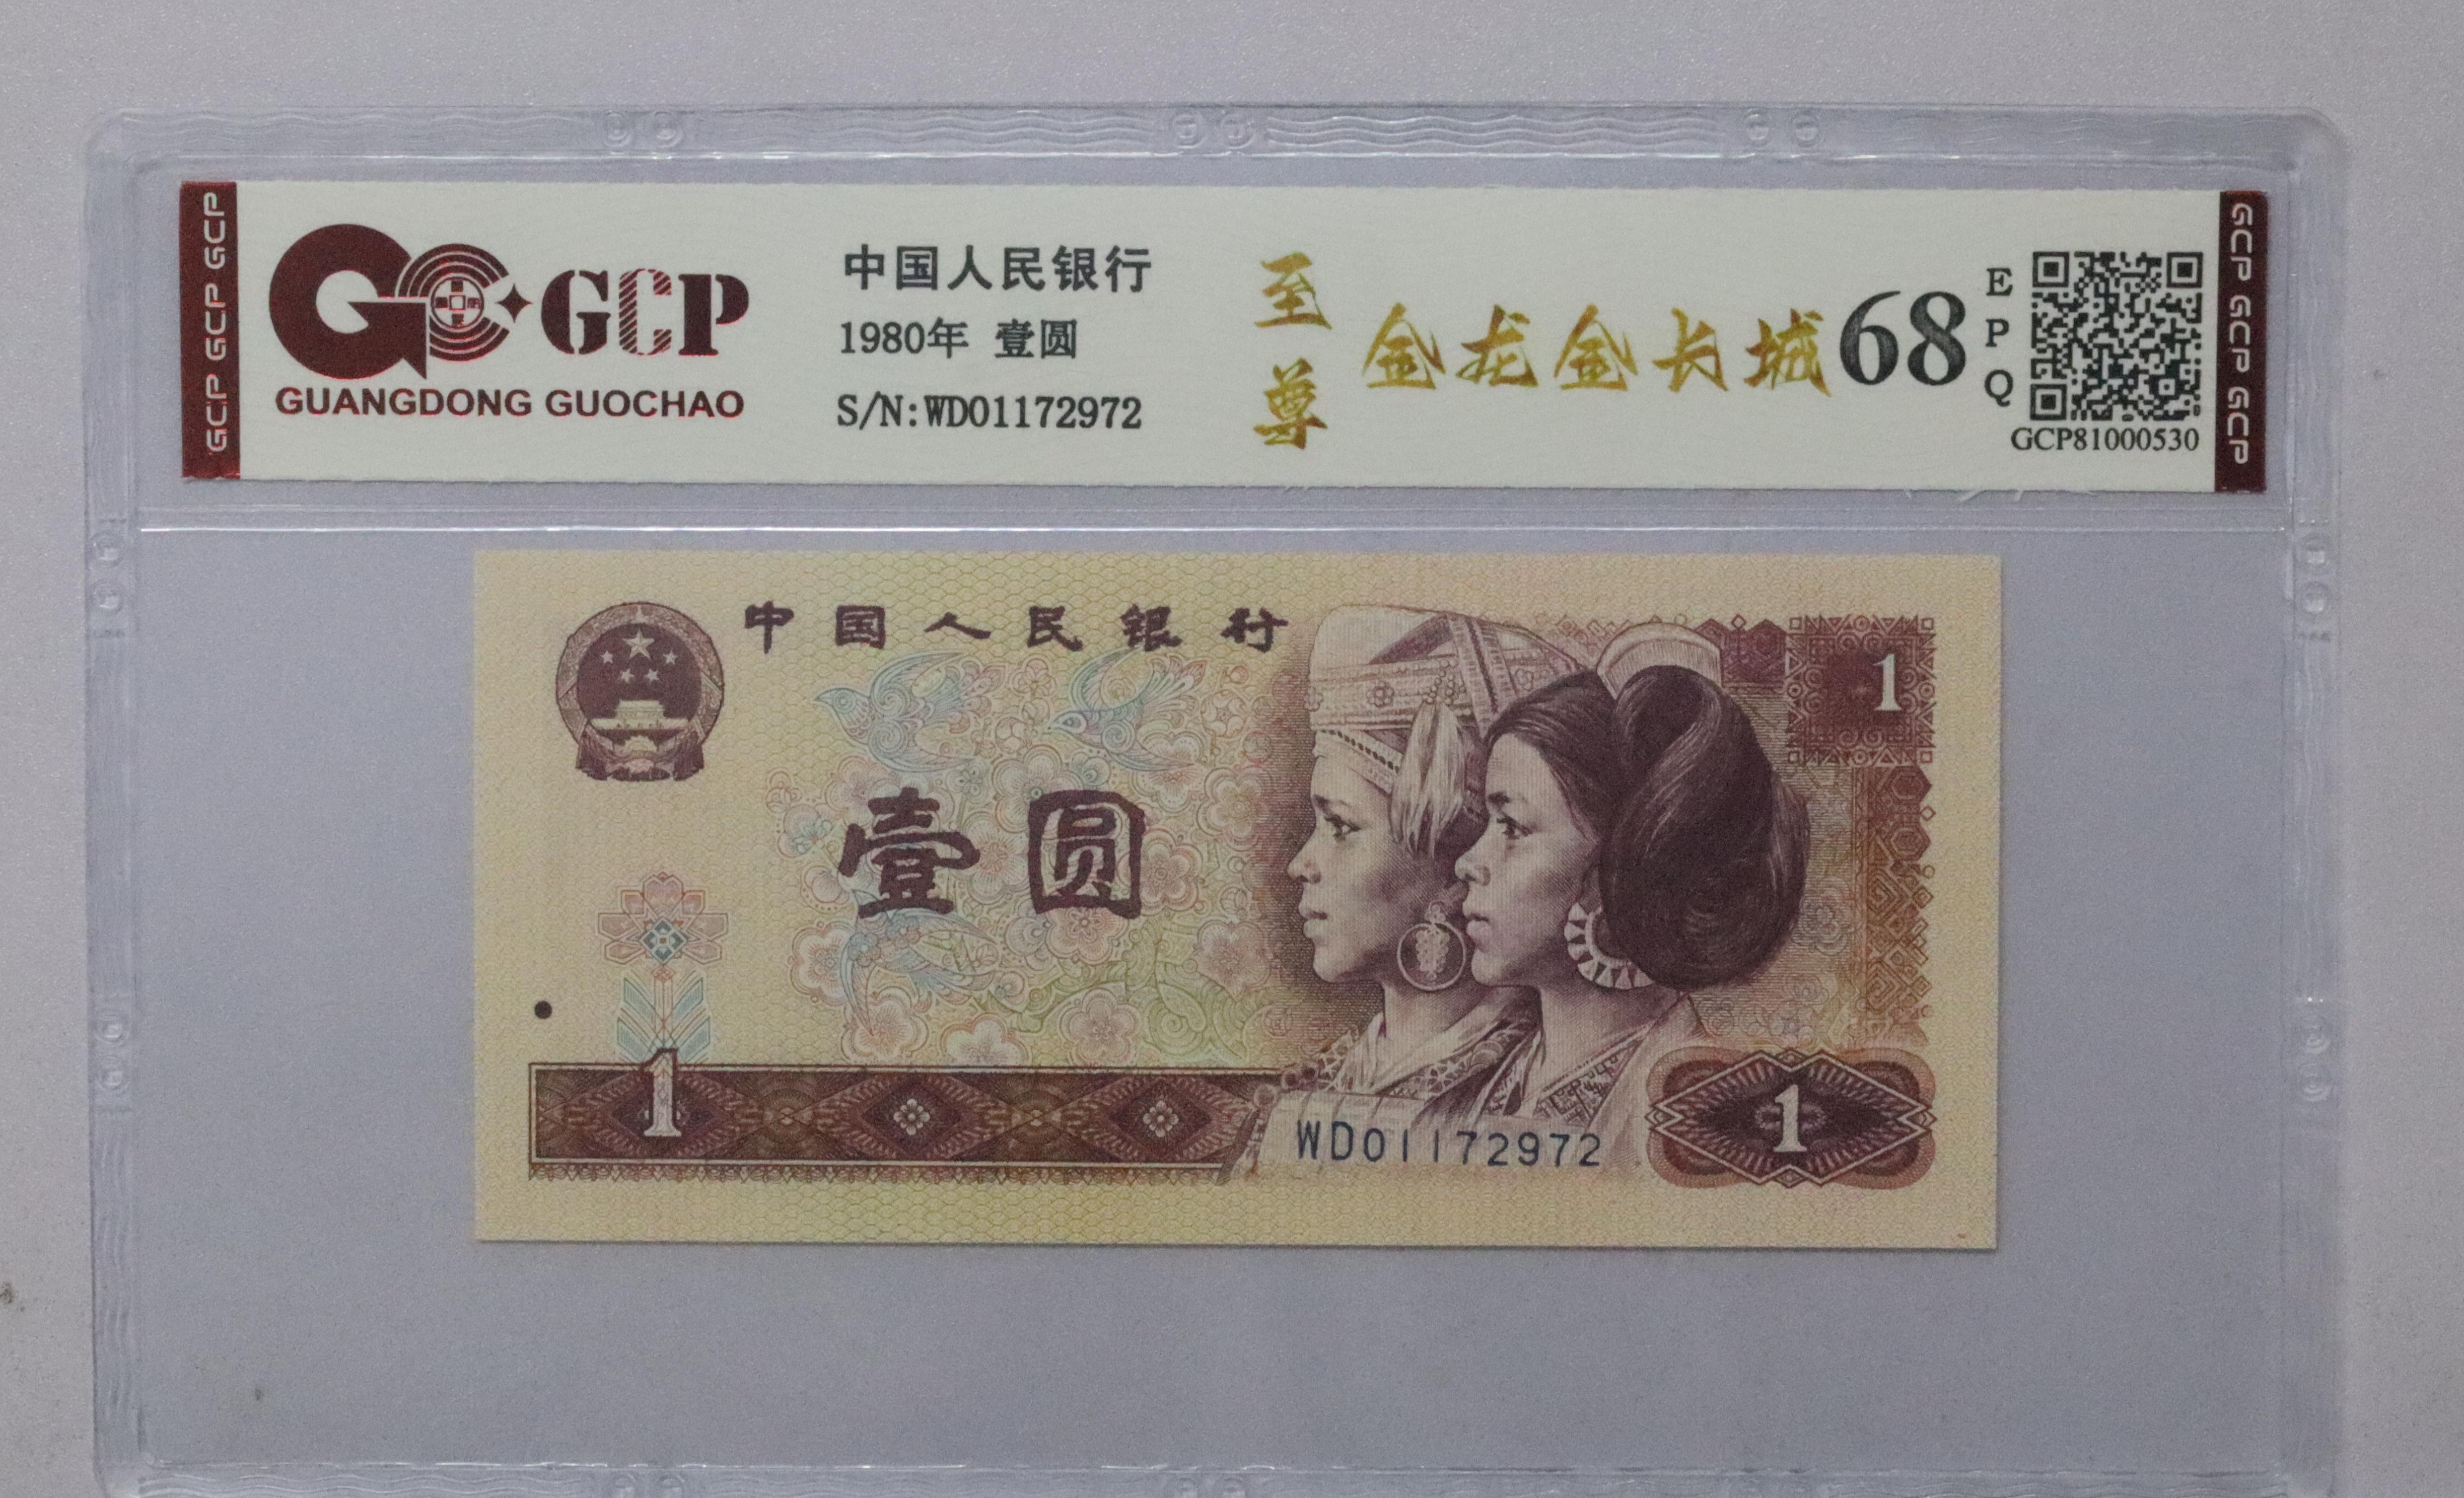 GCP GCP GCP
GCP
GUANGDONG GUOCHAO
中国人民银行
1980年 壹圆
S/N:WD01172972
至尊
金龙金长城
68
EPQ
GCP81000530
GCP GCP GCP
中国人民银行
1
壹圆
1
WD01172972
1